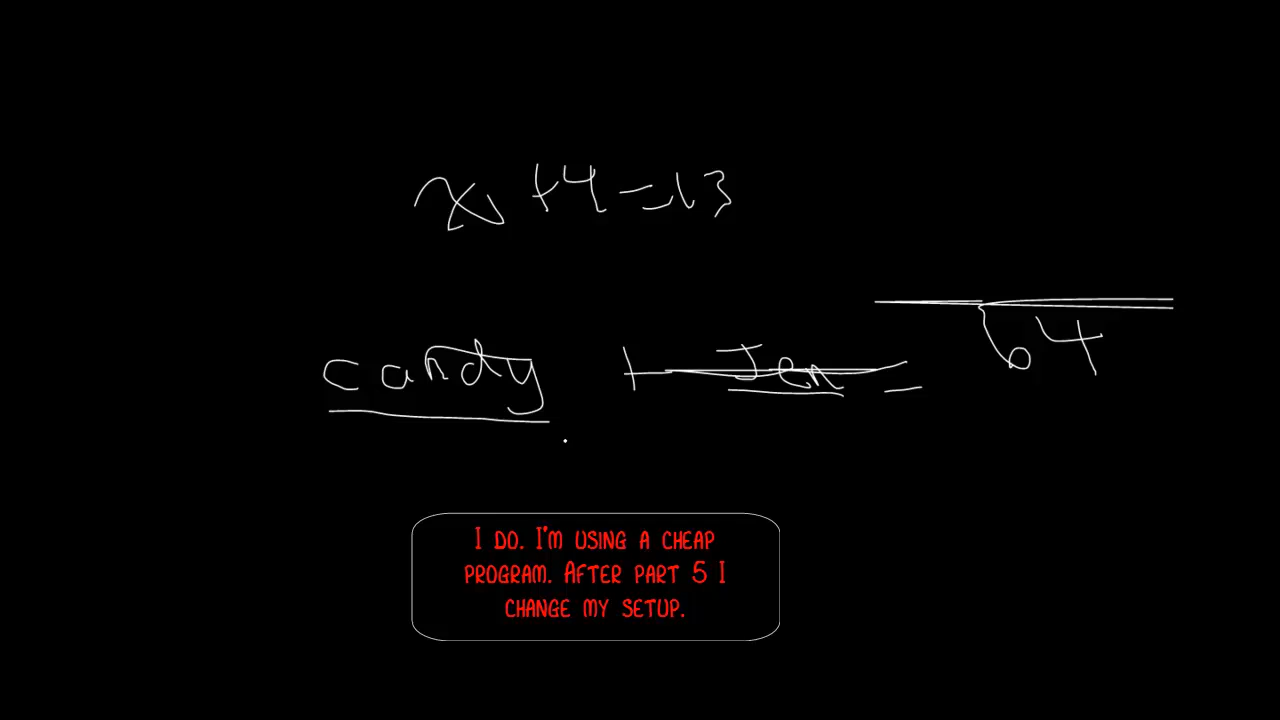 x + 4 = 13
candy + Jen = 64
I DO. I'M USING A CHEAP
PROGRAM. AFTER PART 5 I
CHANGE MY SETUP.